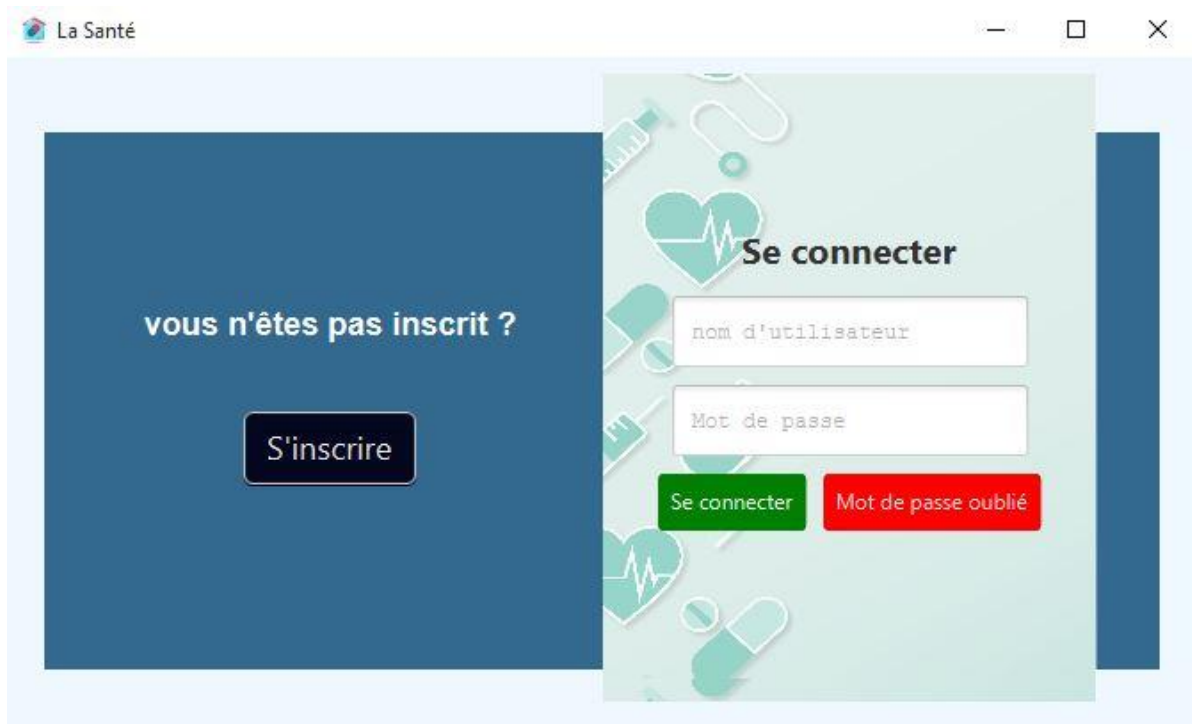 La Santé
vous n'êtes pas inscrit ?
S'inscrire
Se connecter
nom d'utilisateur
Mot de passe
Se connecter
Mot de passe oublié